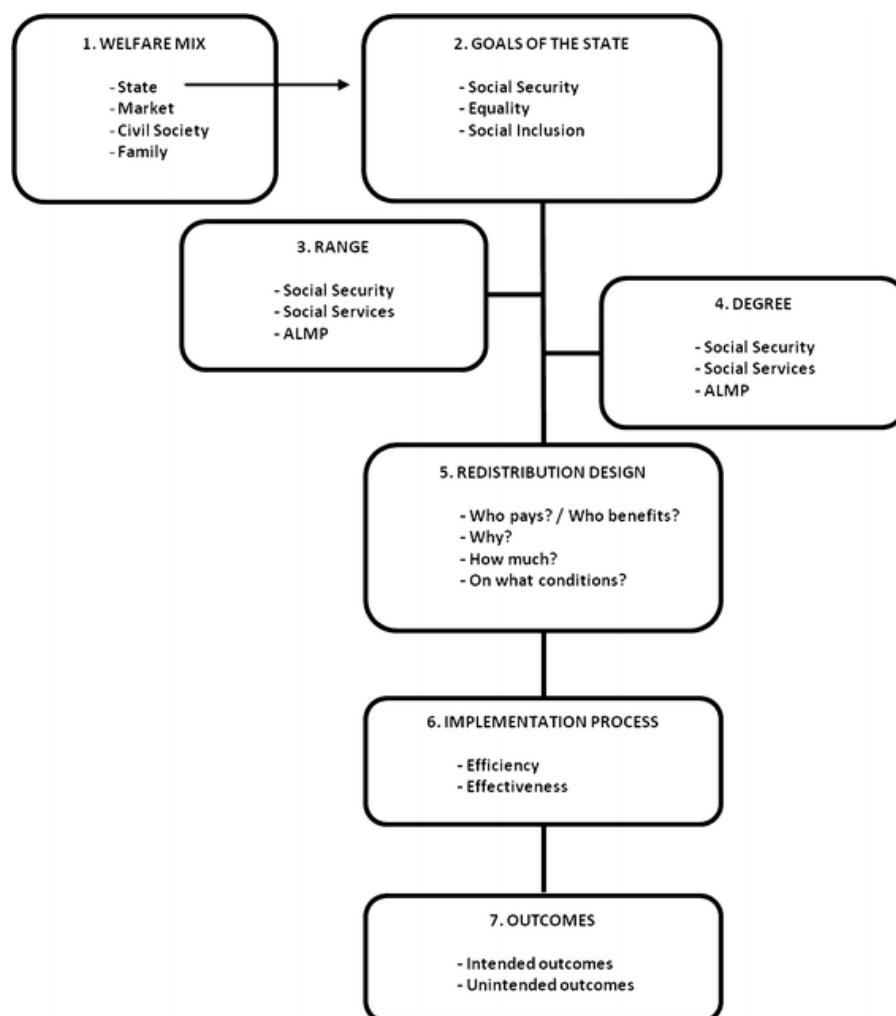 1. WELFARE MIX
- State
- Market
- Civil Society
- Family
2. GOALS OF THE STATE
- Social Security
- Equality
- Social Inclusion
3. RANGE
- Social Security
- Social Services
- ALMP
4. DEGREE
- Social Security
- Social Services
- ALMP
5. REDISTRIBUTION DESIGN
- Who pays? / Who benefits?
- Why?
- How much?
- On what conditions?
6. IMPLEMENTATION PROCESS
- Efficiency
- Effectiveness
7. OUTCOMES
- Intended outcomes
- Unintended outcomes